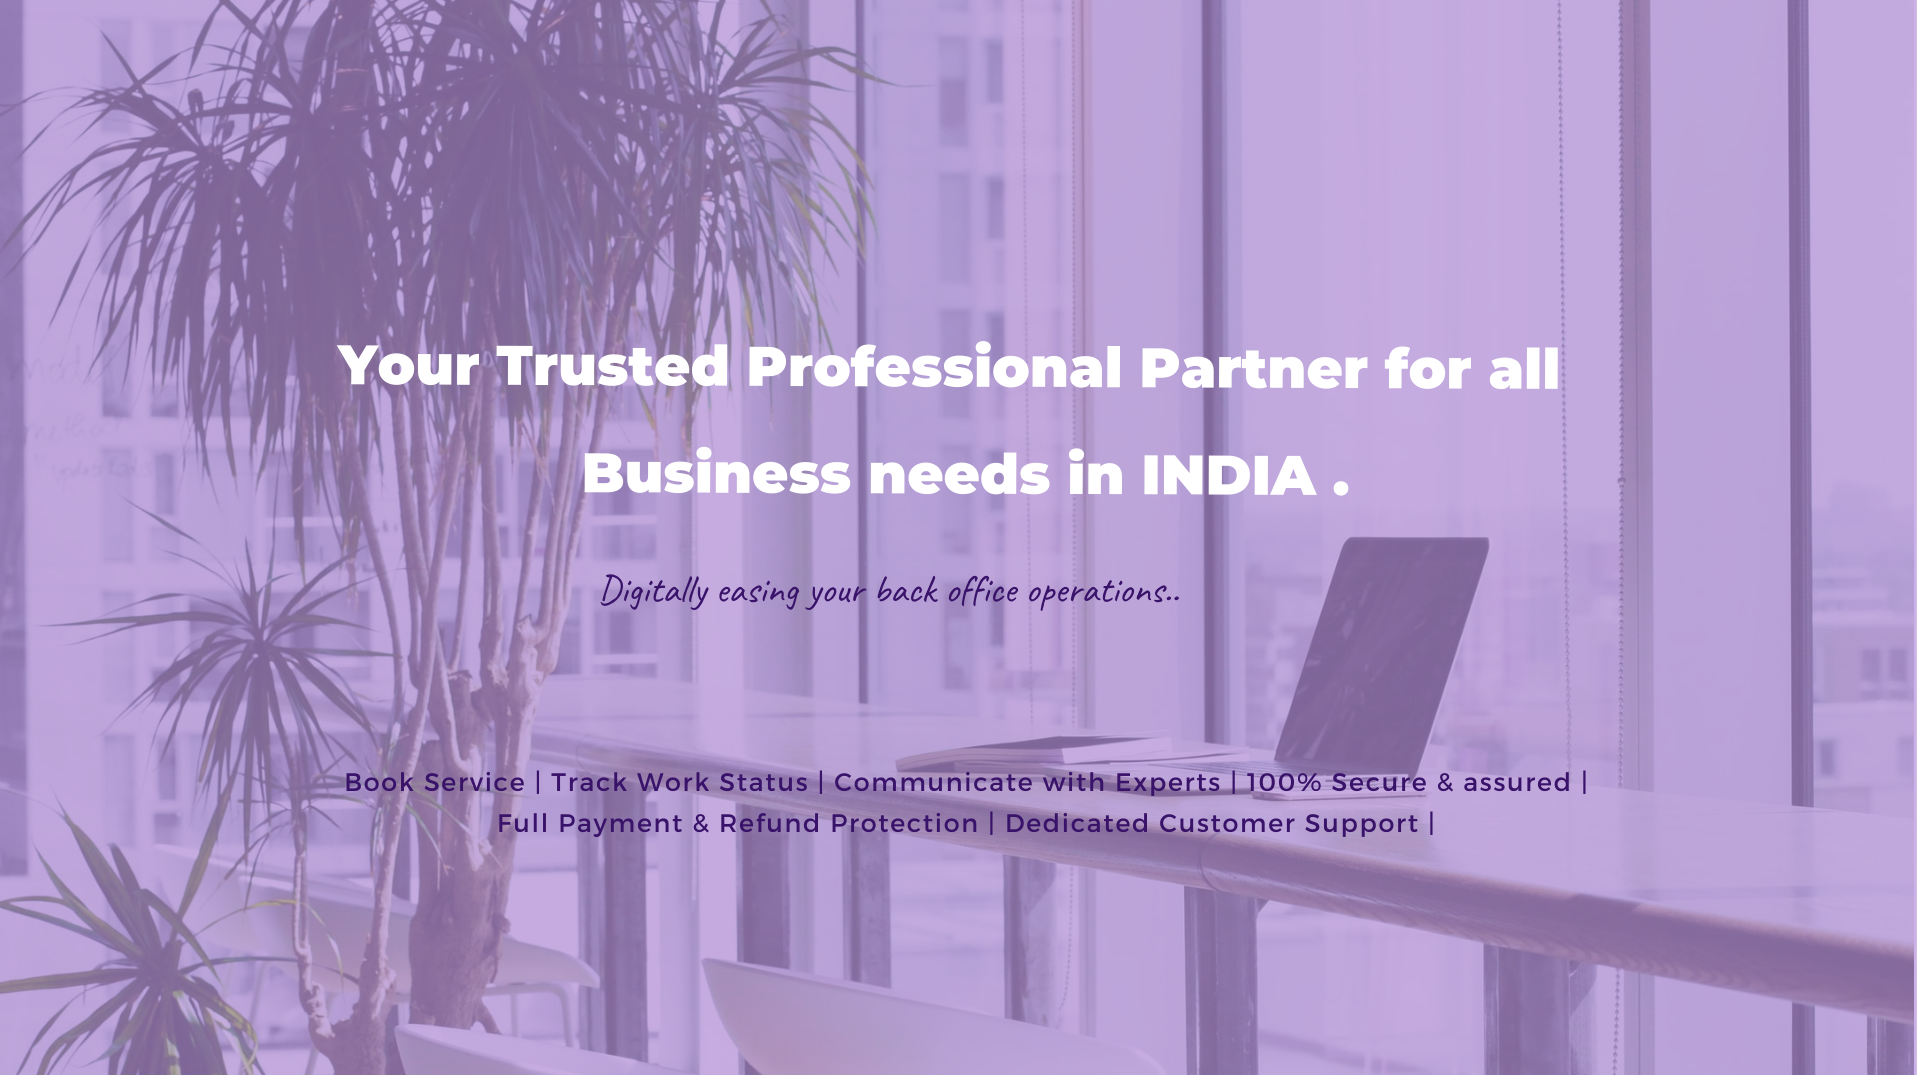 Your Trusted Professional Partner for all
Business needs in INDIA .
Digitally easing your back office operations..
Book Service | Track Work Status | Communicate with Experts | 100% Secure & assured |
Full Payment & Refund Protection | Dedicated Customer Support |